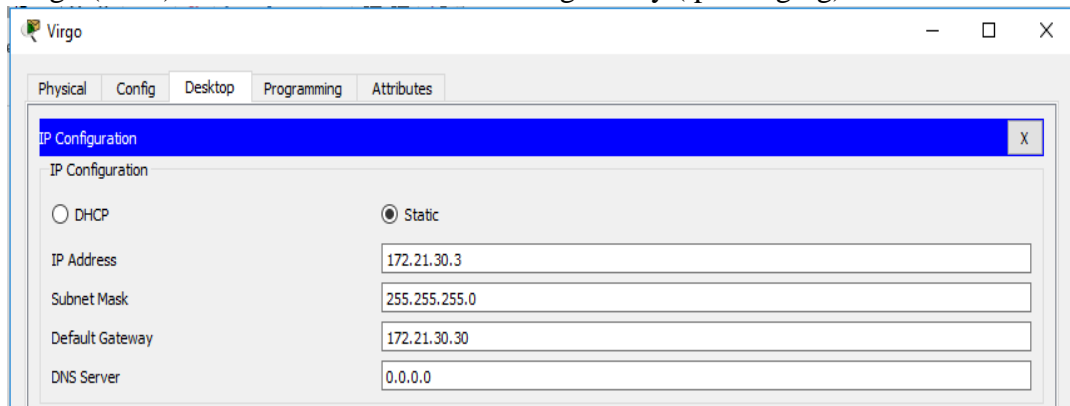 Virgo
Physical Config Desktop Programming Attributes
IP Configuration X
IP Configuration
DHCP Static
IP Address 172.21.30.3
Subnet Mask 255.255.255.0
Default Gateway 172.21.30.30
DNS Server 0.0.0.0